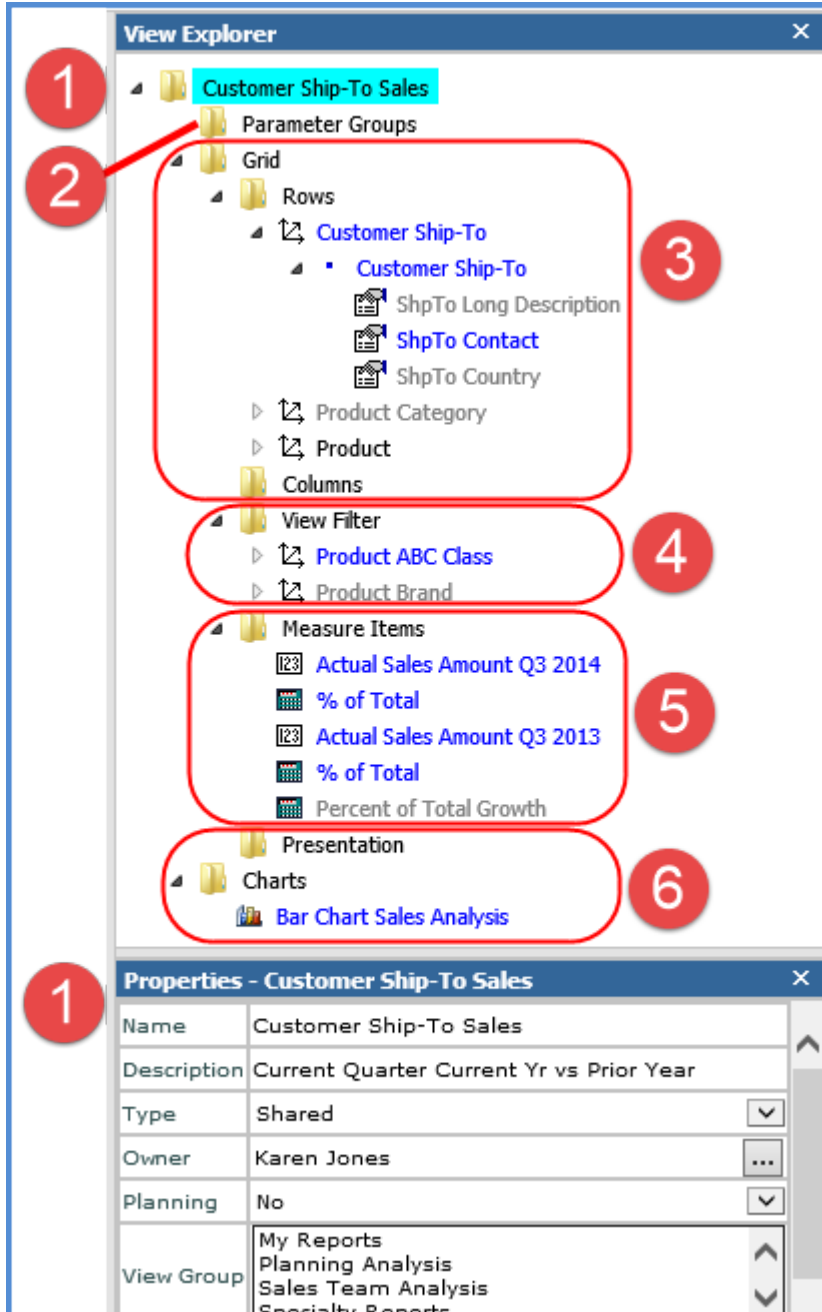 View Explorer
1
Customer Ship-To Sales
Parameter Groups
2
Grid
Rows
Customer Ship-To
3
Customer Ship-To
ShpTo Long Description
ShpTo Contact
ShpTo Country
Product Category
Product
Columns
View Filter
4
Product ABC Class
Product Brand
Measure Items
123 Actual Sales Amount Q3 2014
% of Total
5
123 Actual Sales Amount Q3 2013
% of Total
Percent of Total Growth
Presentation
Charts
6
Bar Chart Sales Analysis
1
Properties - Customer Ship-To Sales
Name Customer Ship-To Sales
Description Current Quarter Current Yr vs Prior Year
Type Shared
Owner Karen Jones ...
Planning No
My Reports
Planning Analysis
View Group
Sales Team Analysis
Specialty Reports